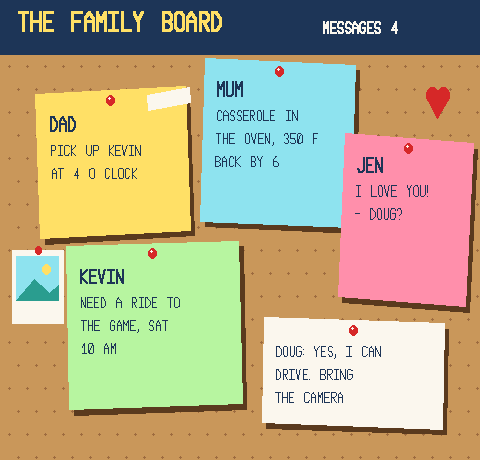 THE FAMILY BOARD
MESSAGES 4
DAD
PICK UP KEVIN
AT 4 O CLOCK
MUM
CASSEROLE IN
THE OVEN, 350 F
BACK BY 6
JEN
I LOVE YOU!
- DOUG?
KEVIN
NEED A RIDE TO
THE GAME, SAT
10 AM
DOUG: YES, I CAN
DRIVE. BRING
THE CAMERA